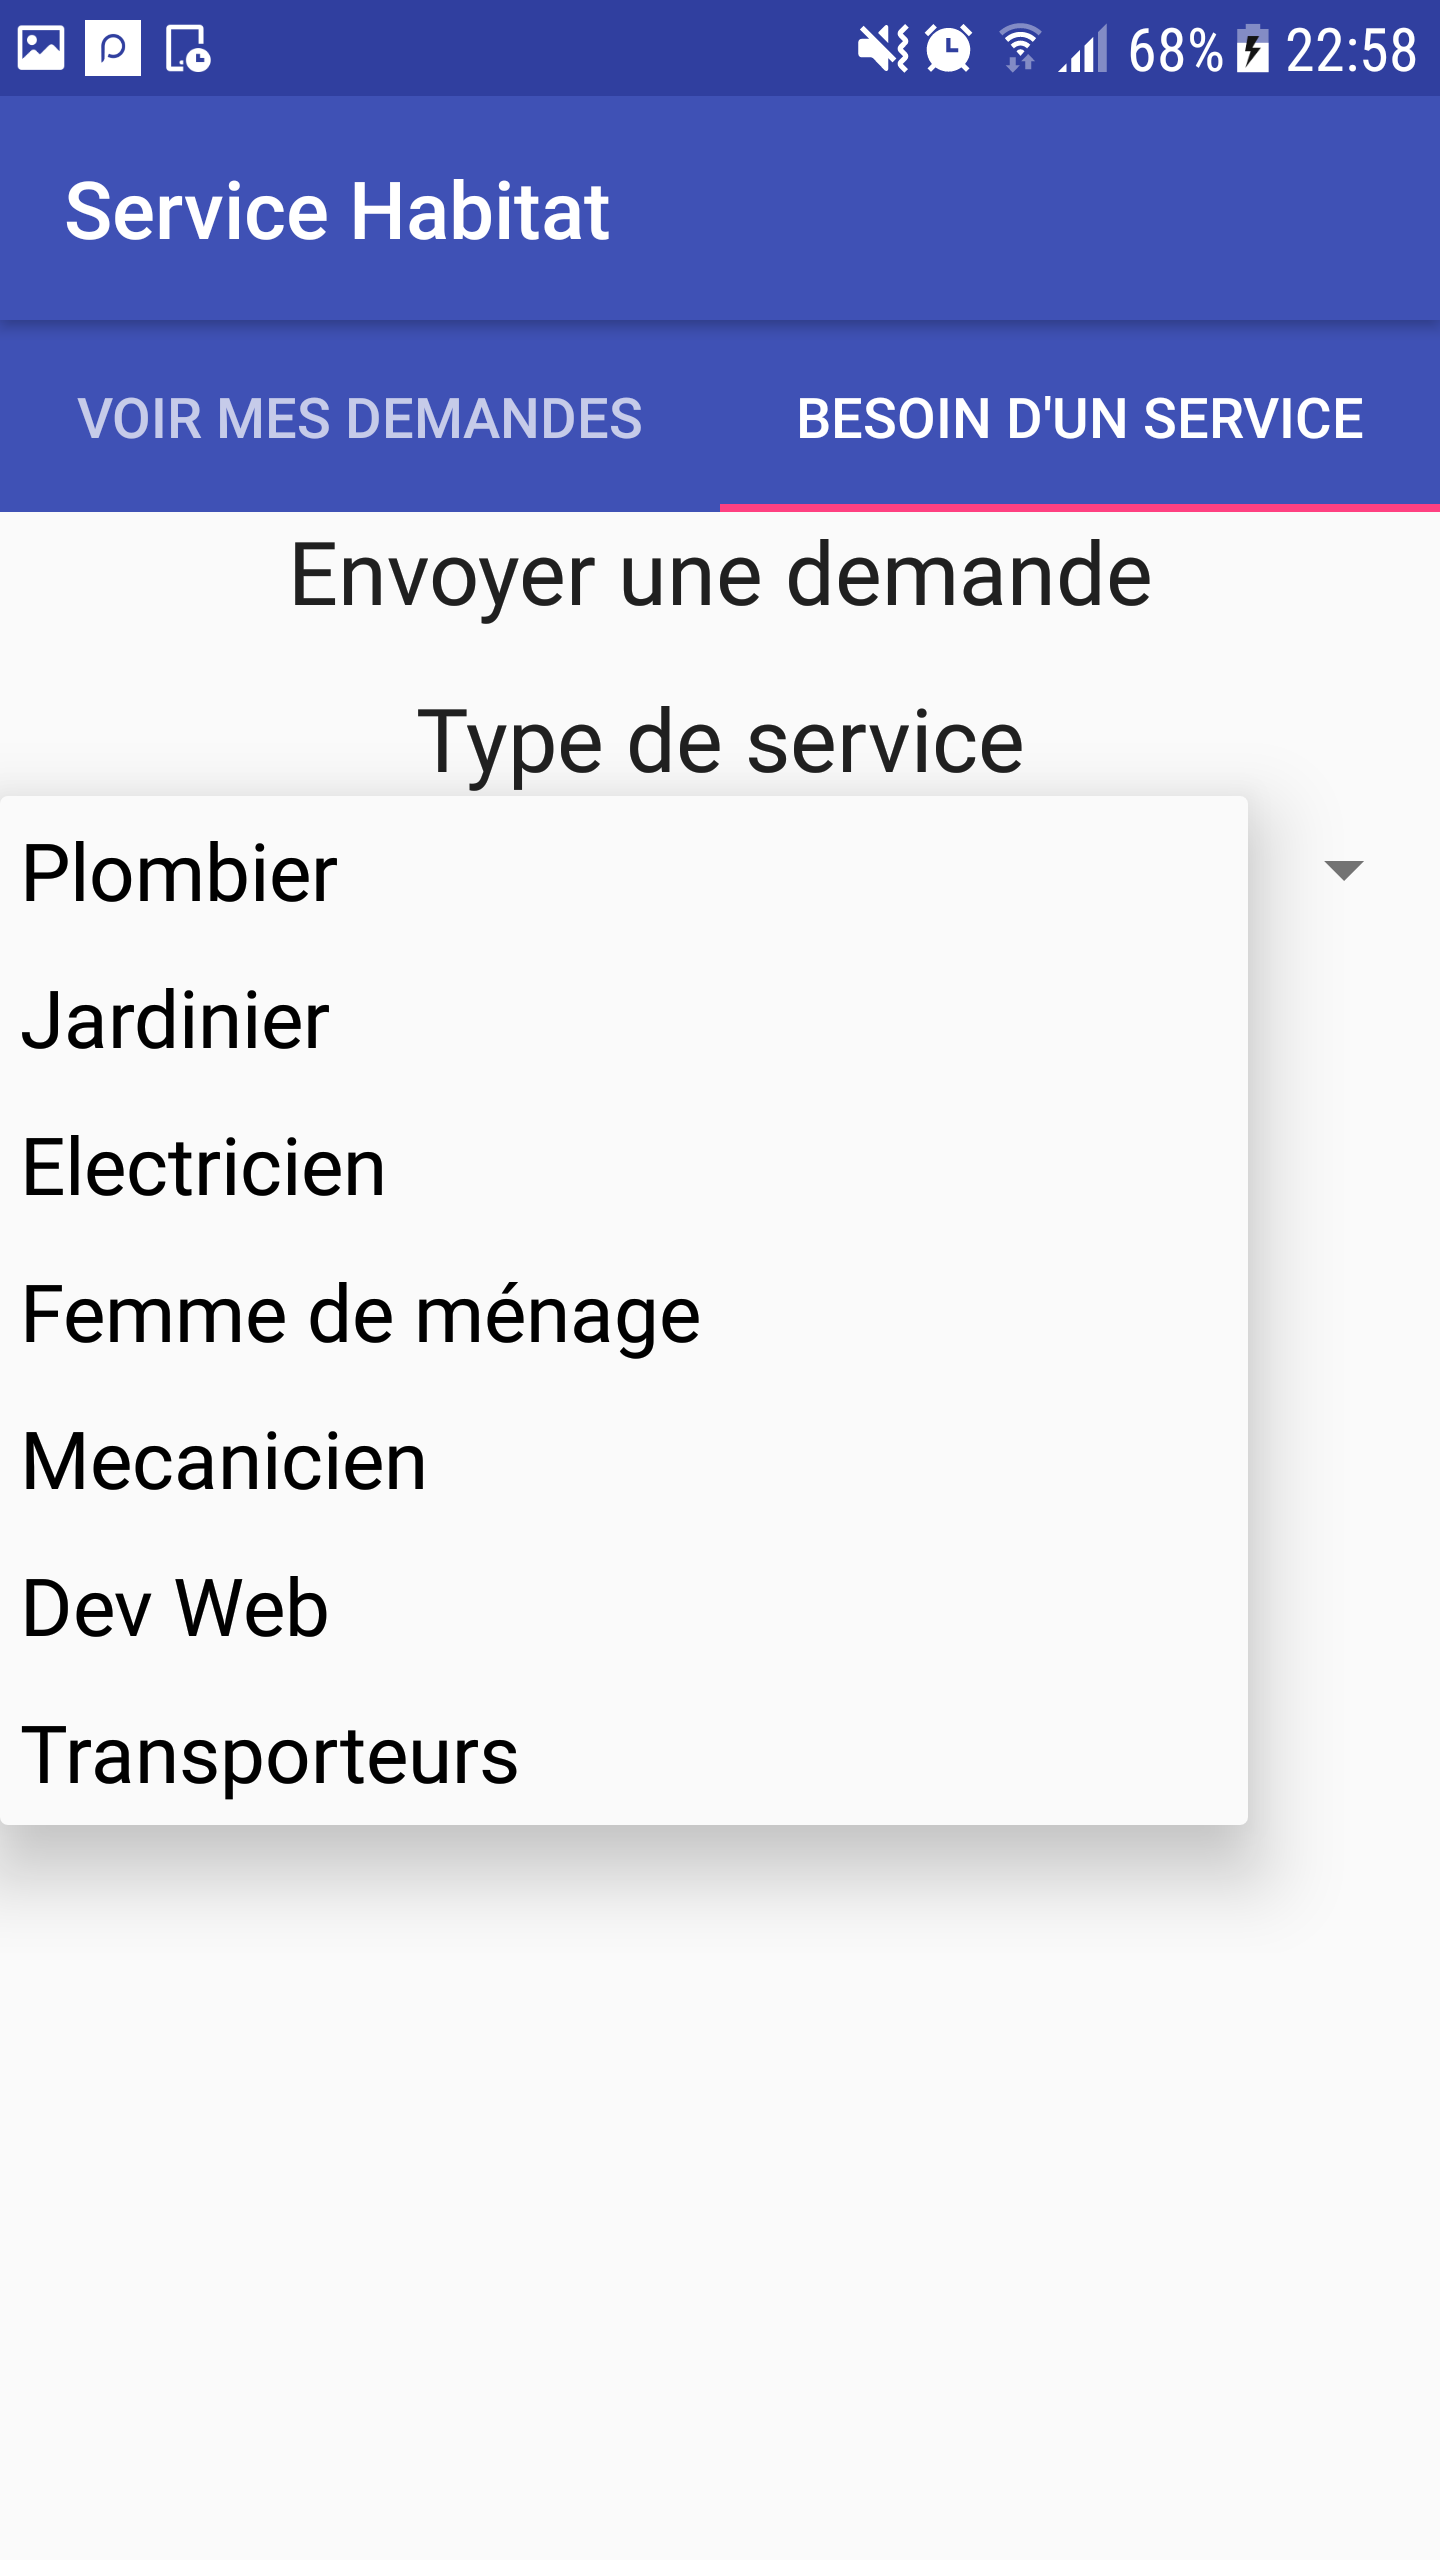 68% 22:58
Service Habitat
VOIR MES DEMANDES BESOIN D'UN SERVICE
Envoyer une demande
Type de service
Plombier
Jardinier
Electricien
Femme de ménage
Mecanicien
Dev Web
Transporteurs